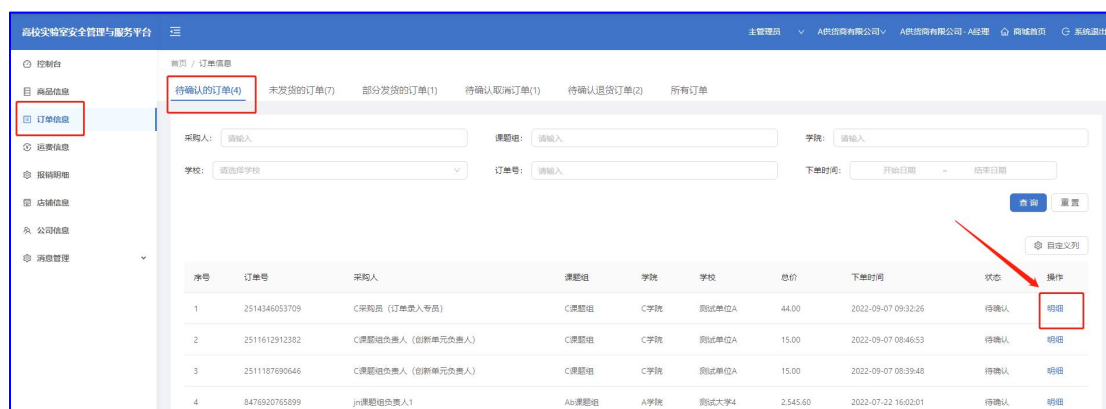 高校实验室安全管理与服务平台 主管理员 A供货商有限公司 A供货商有限公司 - A经理 商城首页 系统退出
控制台 首页 / 订单信息
商品信息 待确认的订单(4) 未发货的订单(7) 部分发货的订单(1) 待确认取消订单(1) 待确认退货订单(2) 所有订单
订单信息
采购人: 请输入 课题组: 请输入 学院: 请输入
运费信息
报销明细 学校: 请选择学校 订单号: 请输入 下单时间: 开始日期 ~ 结束日期
店铺信息 查询 重置
公司信息
自定义列
消息管理
序号 订单号 采购人 课题组 学院 学校 总价 下单时间 状态 操作
1 2514346053709 C采购员 (订单录入专员) C课题组 C学院 测试单位A 44.00 2022-09-07 09:32:26 待确认 明细
2 2511612912382 C课题组负责人 (创新单元负责人) C课题组 C学院 测试单位A 15.00 2022-09-07 08:46:53 待确认 明细
3 2511187690646 C课题组负责人 (创新单元负责人) C课题组 C学院 测试单位A 15.00 2022-09-07 08:39:48 待确认 明细
4 8476920765899 jn课题组负责人1 Ab课题组 A学院 测试大学4 2,545.60 2022-07-22 16:02:01 待确认 明细